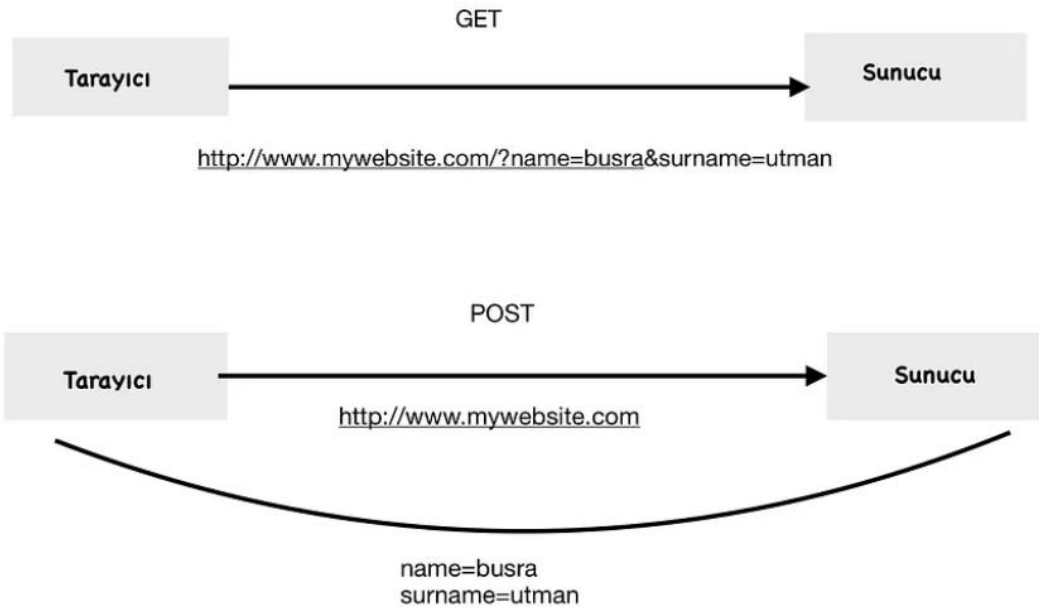 GET
Tarayıcı
Sunucu
http://www.mywebsite.com/?name=busra&surname=utman
POST
Tarayıcı
Sunucu
http://www.mywebsite.com
name=busra
surname=utman